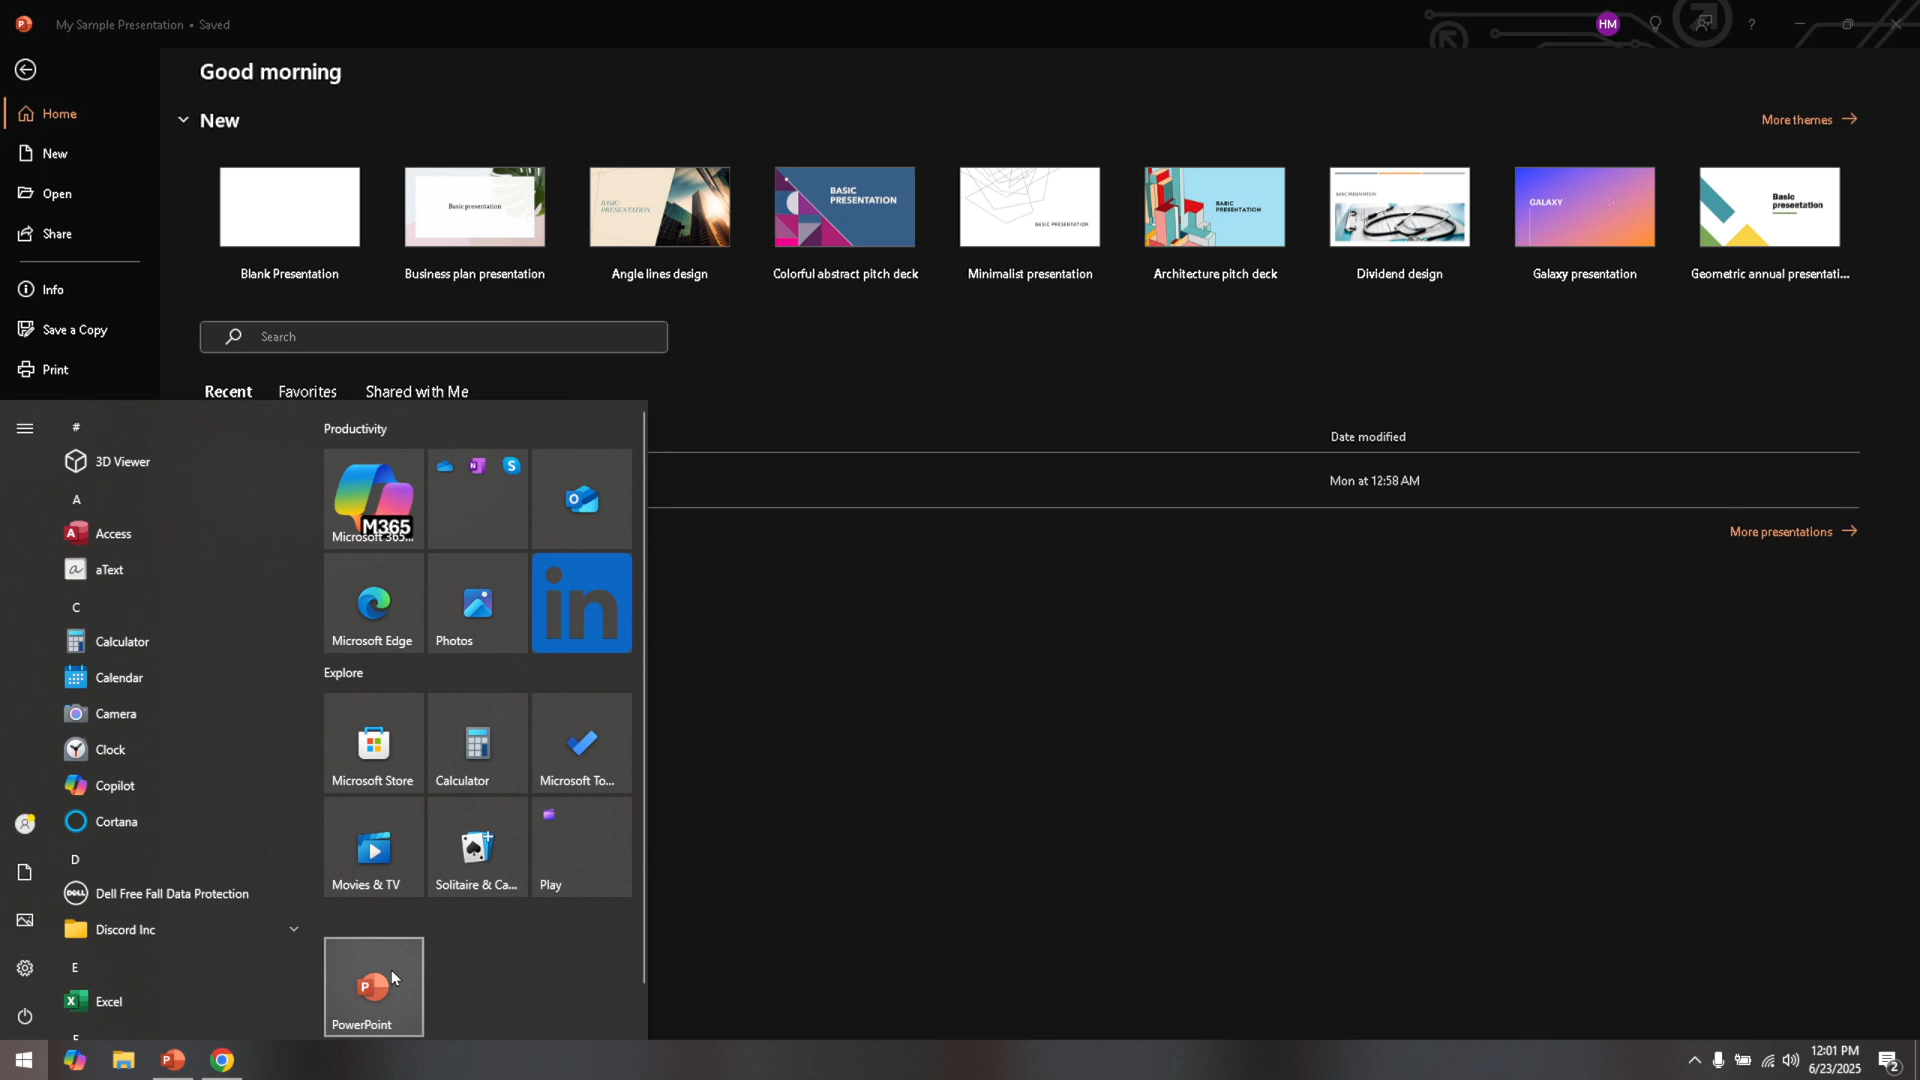 My Sample Presentation • Saved
HM
?
Good morning
Home
New
More themes
New
Open
Share
Info
Save a Copy
Print
Basic presentation
BASIC PRESENTATION
BASIC PRESENTATION
BASIC PRESENTATION
BASIC PRESENTATION
BASIC PRESENTATION
GALAXY
Basic presentation
Blank Presentation
Business plan presentation
Angle lines design
Colorful abstract pitch deck
Minimalist presentation
Architecture pitch deck
Dividend design
Galaxy presentation
Geometric annual presentati...
Search
Recent Favorites Shared with Me
Date modified
Mon at 12:58 AM
More presentations
#
3D Viewer
A
Access
aText
C
Calculator
Calendar
Camera
Clock
Copilot
Cortana
D
Dell Free Fall Data Protection
Discord Inc
E
Excel
Productivity
M365
Microsoft 365...
Microsoft Edge
Photos
in
Explore
Microsoft Store
Calculator
Microsoft To...
Movies & TV
Solitaire & Ca...
Play
PowerPoint
12:01 PM
6/23/2025
2